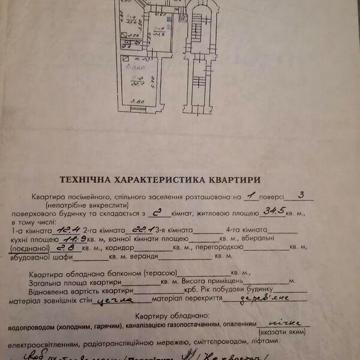 ТЕХНІЧНА ХАРАКТЕРИСТИКА КВАРТИРИ
Квартира посімейного, спільного заселення розташована на 1 поверсі 3
(непотрібне викреслити)
поверхового будинку та складається з 2 кімнат, житловою площею 34.5 кв. м.,
в тому числі:
1-а кімната 12.4 2-га кімната 22.1 3-я кімната 4-та кімната
кухні площею 11.9 кв. м, ванної кімнати площею кв. м., вбиральні
(поєднаної) 2.8 кв. м., коридор кв. м., перегородкою кв. м.,
вбудованої шафи кв. м. веранди кв. м.
Квартира обладнана балконом (терасою) кв. м.,
Загальна площа квартири кв. м. Висота приміщень м.
Відновлена вартість квартири крб. Рік побудови будинку
матеріал зовнішніх стін цегла матеріал перекриття дерев'яне
Квартиру обладнано:
водопроводом (холодним, гарячим), каналізацією газопостачанням, опаленням пічне
(вказати яким)
електроосвітленням, радіотрансляційною мережею, сміттєпроводом, ліфтами.